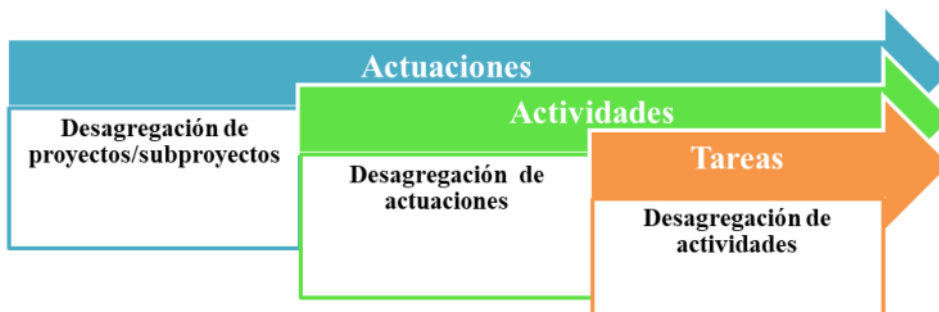 Actuaciones
Desagregación de
proyectos/subproyectos
Actividades
Desagregación de
actuaciones
Tareas
Desagregación de
actividades